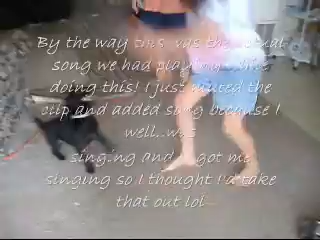 By the way this was the actual
song we had playing while
doing this! I just muted the
clip and added song because I
well..was
singing and I got me
singing so I thought I'd take
that out lol